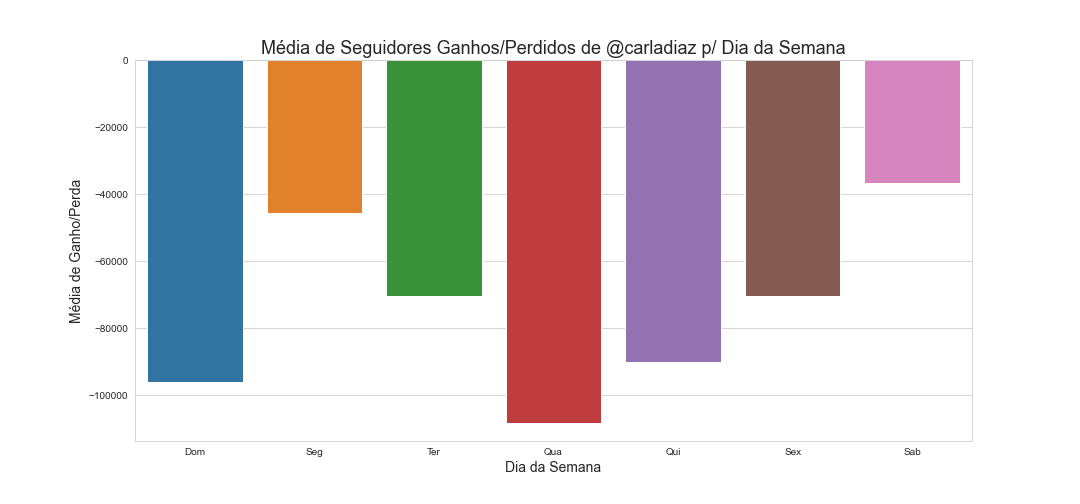 Média de Seguidores Ganhos/Perdidos de @carladiaz p/ Dia da Semana
0
−20000
−40000
−60000
−80000
−100000
Média de Ganho/Perda
Dom Seg Ter Qua Qui Sex Sab
Dia da Semana